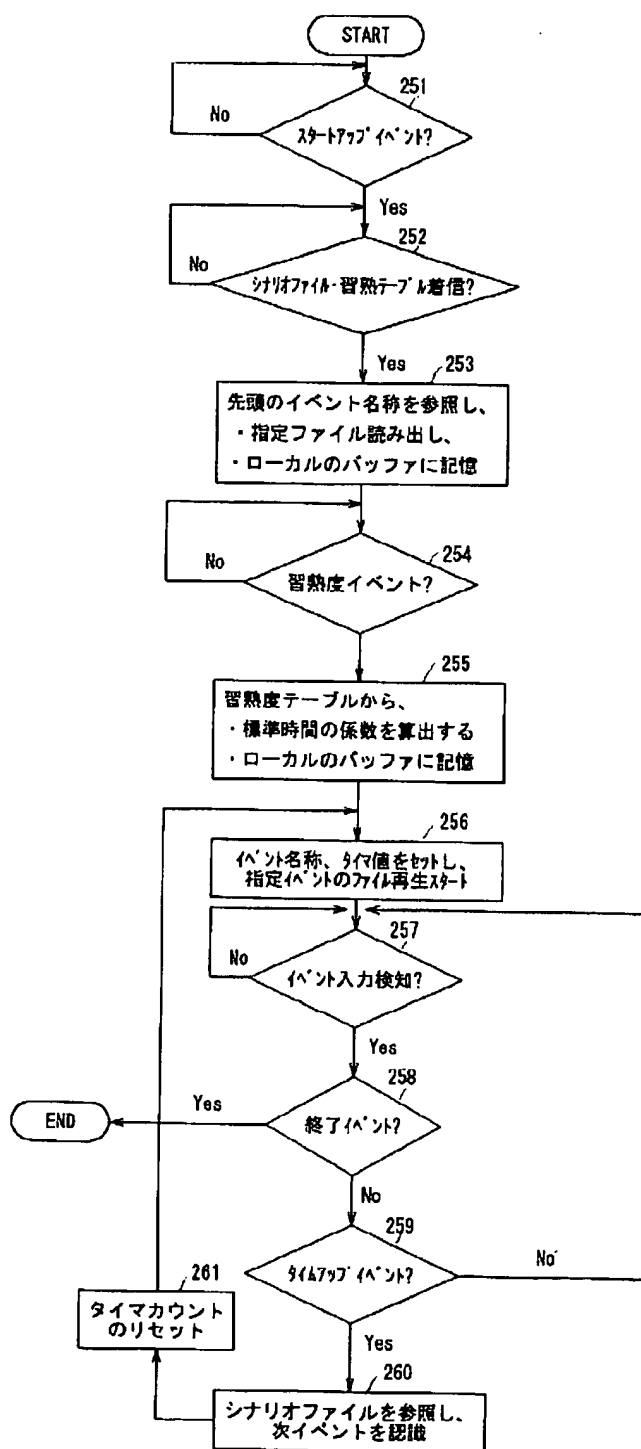 START
251
No
スタートアップイベント?
Yes
252
No
シナリオファイル・習熟テーブル着信?
Yes
253
先頭のイベント名称を参照し、
・指定ファイル読み出し、
・ローカルのバッファに記憶
254
No
習熟度イベント?
255
習熟度テーブルから、
・標準時間の係数を算出する
・ローカルのバッファに記憶
256
イベント名称、タイマ値をセットし、
指定イベントのファイル再生スタート
257
No
イベント入力検知?
Yes
258
END
Yes
終了イベント?
No
259
タイムアップイベント?
No
261
タイマカウント
のリセット
Yes
260
シナリオファイルを参照し、
次イベントを認識